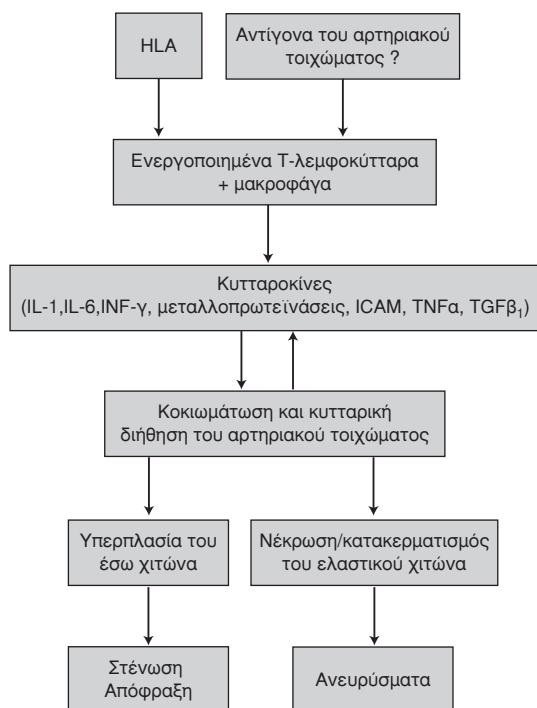 HLA
Αντίγονα του αρτηριακού
τοιχώματος ?
Ενεργοποιημένα Τ-λεμφοκύτταρα
+ μακροφάγα
Κυτταροκίνες
(IL-1,IL-6,INF-γ, μεταλλοπρωτεϊνάσεις, ICAM, TNFα, TGFβ₁)
Κοκιωμάτωση και κυτταρική
διήθηση του αρτηριακού τοιχώματος
Υπερπλασία του
έσω χιτώνα
Νέκρωση/κατακερματισμός
του ελαστικού χιτώνα
Στένωση
Απόφραξη
Ανευρύσματα